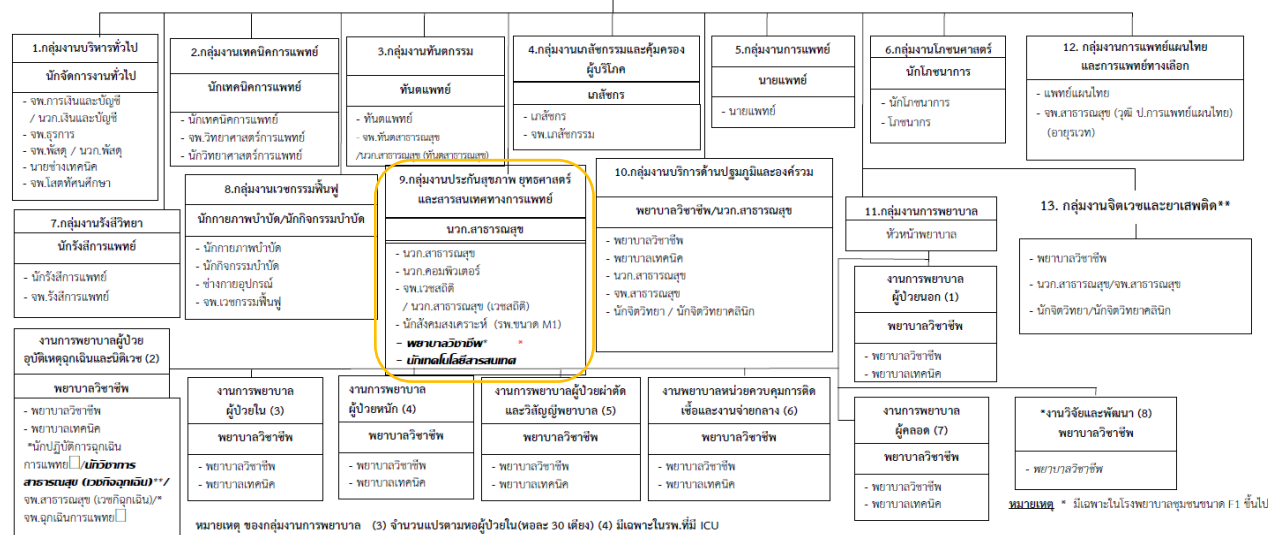 1.กลุ่มงานบริหารทั่วไป
นักจัดการงานทั่วไป
- จพ.การเงินและบัญชี
/ นวก.เงินและบัญชี
- จพ.ธุรการ
- จพ.พัสดุ / นวก.พัสดุ
- นายช่างเทคนิค
- จพ.โสตทัศนศึกษา
2.กลุ่มงานเทคนิคการแพทย์
นักเทคนิคการแพทย์
- นักเทคนิคการแพทย์
- จพ.วิทยาศาสตร์การแพทย์
- นักวิทยาศาสตร์การแพทย์
3.กลุ่มงานทันตกรรม
ทันตแพทย์
- ทันตแพทย์
- จพ.ทันตสาธารณสุข
/นวก.สาธารณสุข (ทันตสาธารณสุข)
4.กลุ่มงานเภสัชกรรมและคุ้มครอง
ผู้บริโภค
เภสัชกร
- เภสัชกร
- จพ.เภสัชกรรม
5.กลุ่มงานการแพทย์
นายแพทย์
- นายแพทย์
6.กลุ่มงานโภชนศาสตร์
นักโภชนาการ
- นักโภชนาการ
- โภชนากร
12. กลุ่มงานการแพทย์แผนไทย
และการแพทย์ทางเลือก
- แพทย์แผนไทย
- จพ.สาธารณสุข (วุฒิ ป.การแพทย์แผนไทย)
(อายุรเวท)
7.กลุ่มงานรังสีวิทยา
นักรังสีการแพทย์
- นักรังสีการแพทย์
- จพ.รังสีการแพทย์
8.กลุ่มงานเวชกรรมฟื้นฟู
นักกายภาพบำบัด/นักกิจกรรมบำบัด
- นักกายภาพบำบัด
- นักกิจกรรมบำบัด
- ช่างกายอุปกรณ์
- จพ.เวชกรรมฟื้นฟู
9.กลุ่มงานประกันสุขภาพ ยุทธศาสตร์
และสารสนเทศทางการแพทย์
นวก.สาธารณสุข
- นวก.สาธารณสุข
- นวก.คอมพิวเตอร์
- จพ.เวชสถิติ
/ นวก.สาธารณสุข (เวชสถิติ)
- นักสังคมสงเคราะห์ (รพ.ขนาด M1)
- พยาบาลวิชาชีพ* *
- นักเทคโนโลยีสารสนเทศ
10.กลุ่มงานบริการด้านปฐมภูมิและองค์รวม
พยาบาลวิชาชีพ/นวก.สาธารณสุข
- พยาบาลวิชาชีพ
- พยาบาลเทคนิค
- นวก.สาธารณสุข
- จพ.สาธารณสุข
- นักจิตวิทยา / นักจิตวิทยาคลินิก
11.กลุ่มงานการพยาบาล
หัวหน้าพยาบาล
13. กลุ่มงานจิตเวชและยาเสพติด**
- พยาบาลวิชาชีพ
- นวก.สาธารณสุข/จพ.สาธารณสุข
- นักจิตวิทยา/นักจิตวิทยาคลินิก
งานการพยาบาล
ผู้ป่วยนอก (1)
พยาบาลวิชาชีพ
- พยาบาลวิชาชีพ
- พยาบาลเทคนิค
งานการพยาบาลผู้ป่วย
อุบัติเหตุฉุกเฉินและนิติเวช (2)
พยาบาลวิชาชีพ
- พยาบาลวิชาชีพ
- พยาบาลเทคนิค
*นักปฏิบัติการฉุกเฉิน
การแพทย□/นักวิชาการ
สาธารณสุข (เวชกิจฉุกเฉิน)**/
จพ.สาธารณสุข (เวชกิฉุกเฉิน)/*
จพ.ฉุกเฉินการแพทย□
งานการพยาบาล
ผู้ป่วยใน (3)
พยาบาลวิชาชีพ
- พยาบาลวิชาชีพ
- พยาบาลเทคนิค
งานการพยาบาล
ผู้ป่วยหนัก (4)
พยาบาลวิชาชีพ
- พยาบาลวิชาชีพ
- พยาบาลเทคนิค
งานการพยาบาลผู้ป่วยผ่าตัด
และวิสัญญีพยาบาล (5)
พยาบาลวิชาชีพ
- พยาบาลวิชาชีพ
- พยาบาลเทคนิค
งานพยาบาลหน่วยควบคุมการติด
เชื้อและงานจ่ายกลาง (6)
พยาบาลวิชาชีพ
- พยาบาลวิชาชีพ
- พยาบาลเทคนิค
งานการพยาบาล
ผู้คลอด (7)
พยาบาลวิชาชีพ
- พยาบาลวิชาชีพ
- พยาบาลเทคนิค
*งานวิจัยและพัฒนา (8)
พยาบาลวิชาชีพ
- พยาบาลวิชาชีพ
หมายเหตุ * มีเฉพาะในโรงพยาบาลชุมชนขนาด F1 ขึ้นไป
หมายเหตุ ของกลุ่มงานการพยาบาล (3) จำนวนแปรตามหอผู้ป่วยใน(หอละ 30 เตียง) (4) มีเฉพาะในรพ.ที่มี ICU